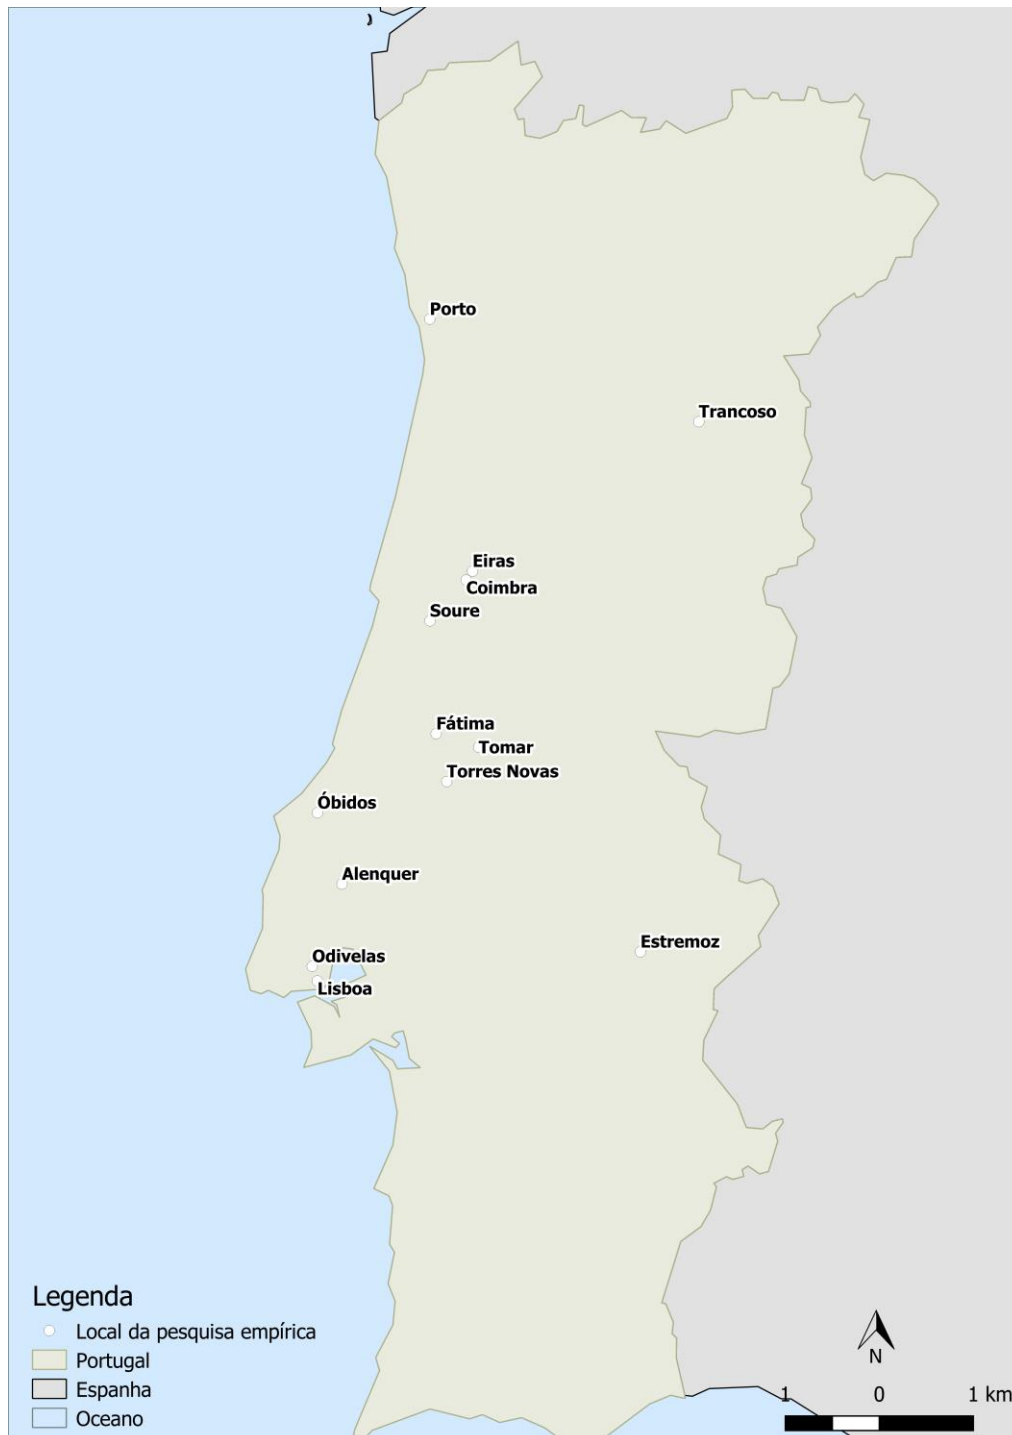 Porto
Trancoso
Eiras
Coimbra
Soure
Fátima
Tomar
Torres Novas
Óbidos
Alenquer
Estremoz
Odivelas
Lisboa
Legenda
Local da pesquisa empírica
Portugal
Espanha
Oceano
N
1 0 1 km